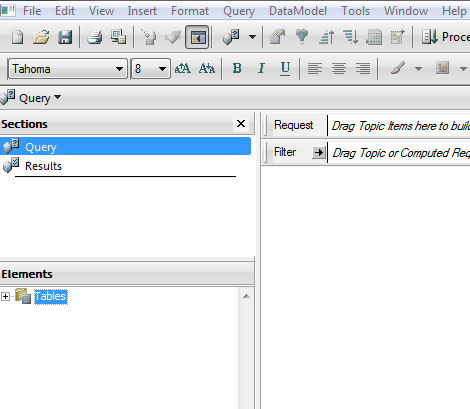 File Edit View Insert Format Query DataModel Tools Window Help
Proce
Tahoma 8 B I U
Query
Sections
Request Drag Topic Items here to buil
Query
Filter Drag Topic or Computed Req
Results
Elements
Tables